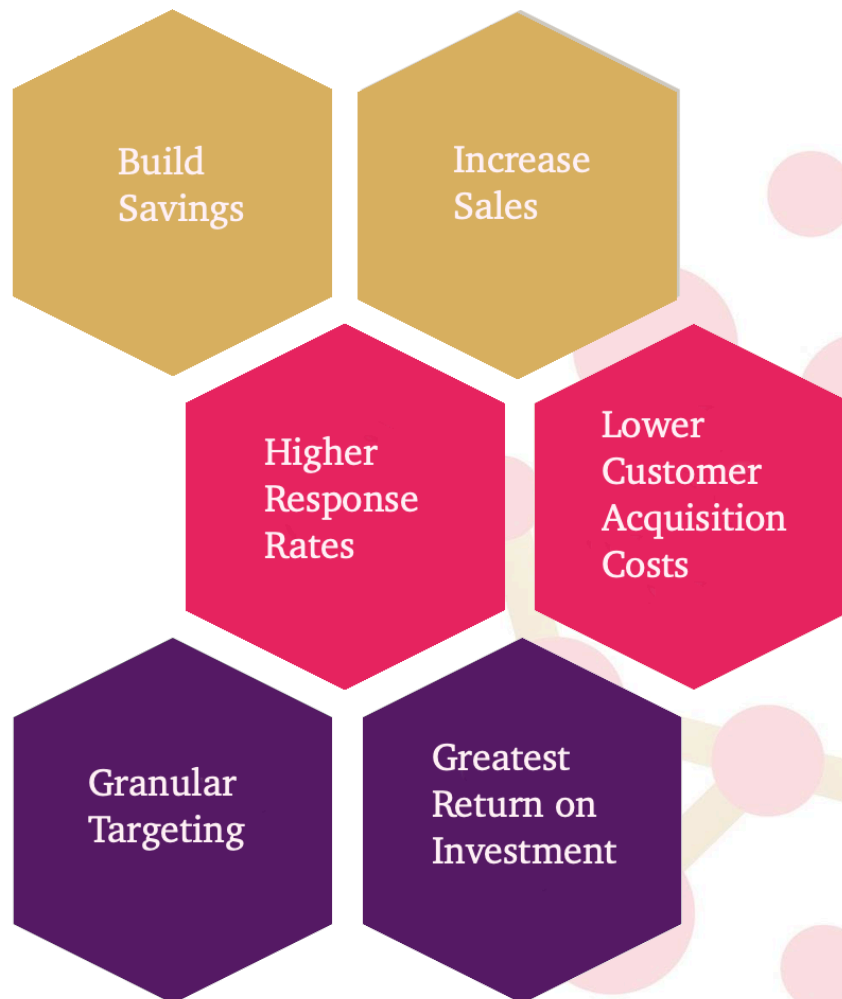 Build
Savings
Increase
Sales
Higher
Response
Rates
Lower
Customer
Acquisition
Costs
Granular
Targeting
Greatest
Return on
Investment